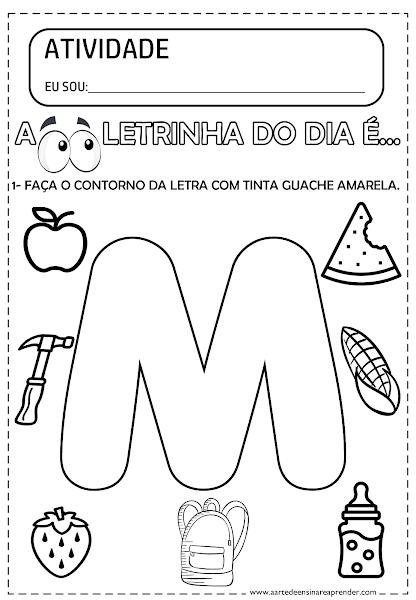 ATIVIDADE
EU SOU:
A LETRINHA DO DIA É...
1- FAÇA O CONTORNO DA LETRA COM TINTA GUACHE AMARELA.
M
www.aartedeensinareaprender.com